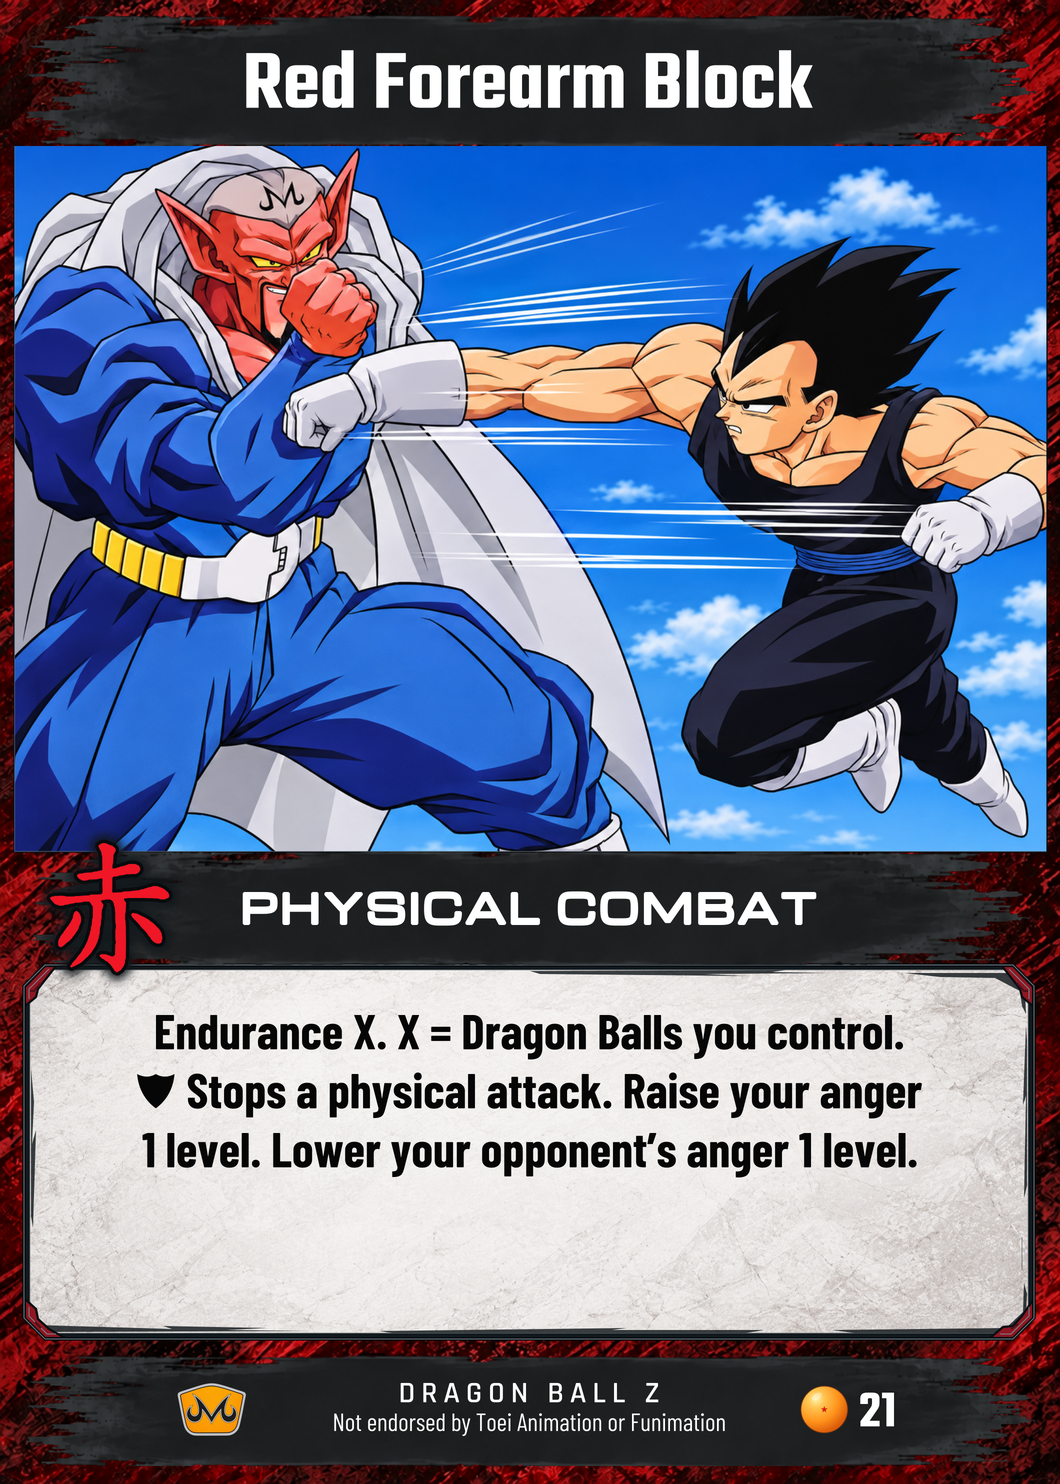 Red Forearm Block
M
赤
PHYSICAL COMBAT
Endurance X. X = Dragon Balls you control.
Stops a physical attack. Raise your anger
1 level. Lower your opponent’s anger 1 level.
M
DRAGON BALL Z
Not endorsed by Toei Animation or Funimation
21